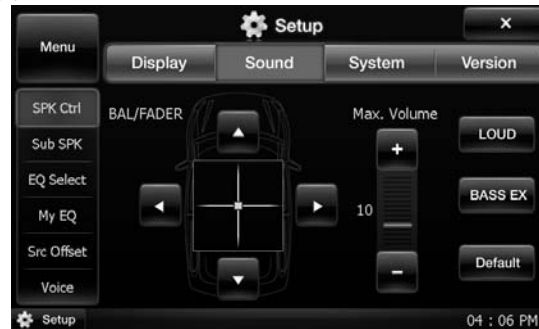 Setup
×
Menu
Display Sound System Version
SPK Ctrl
Sub SPK
EQ Select
My EQ
Src Offset
Voice
BAL/FADER
Max. Volume
+
10
−
LOUD
BASS EX
Default
Setup
04 : 06 PM